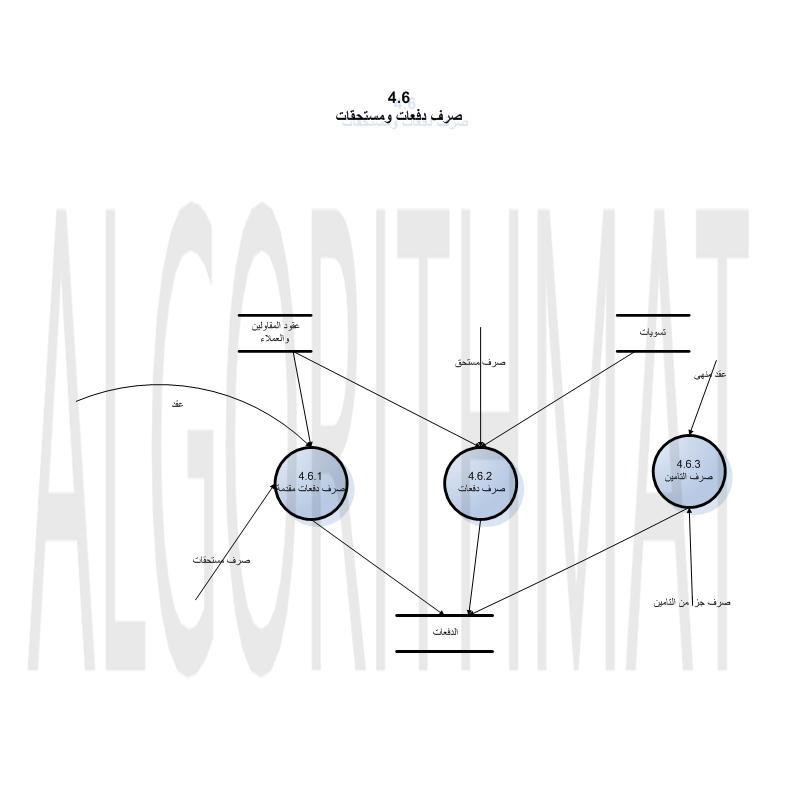 4.6
صرف دفعات ومستحقات
عقود المقاولين
والعملاء
تسويات
صرف مستحق
عقد منهي
عقد
4.6.1
صرف دفعات مقدمة
4.6.2
صرف دفعات
4.6.3
صرف التامين
صرف مستحقات
صرف جز من التامين
الدفعات
ALGORITHMAT